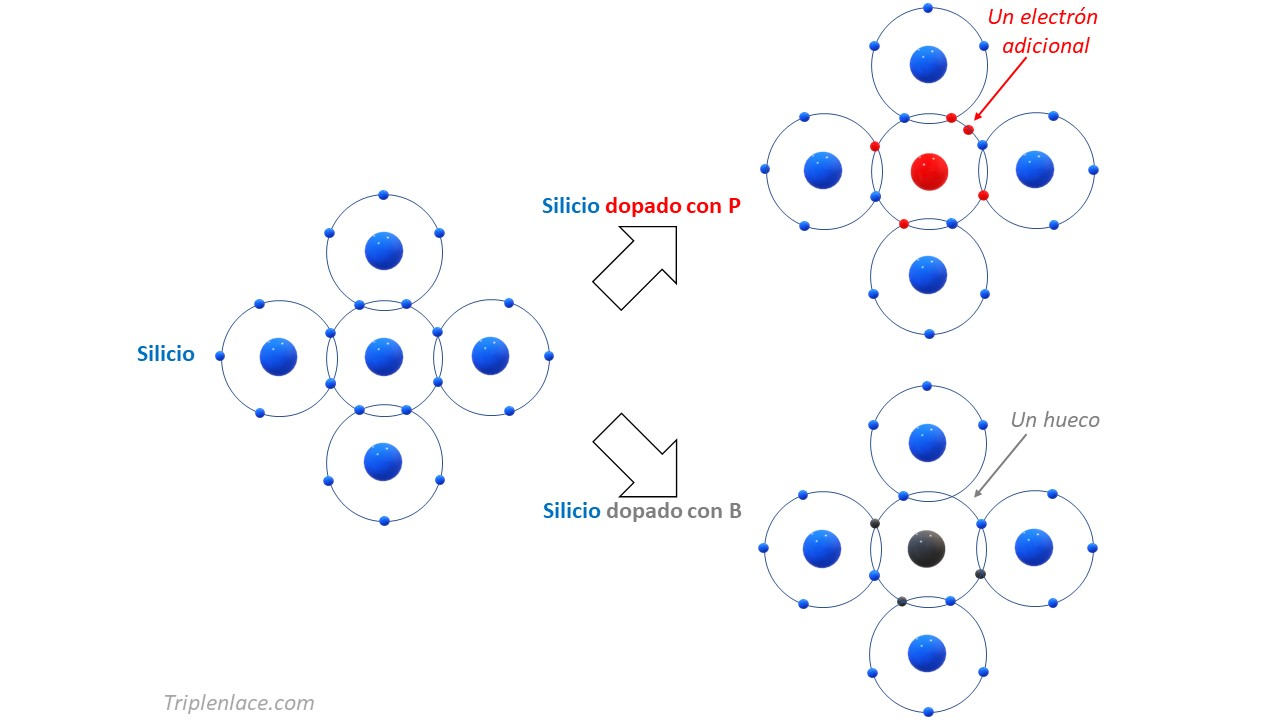 Un electrón
adicional
Silicio dopado con P
Silicio
Un hueco
Silicio dopado con B
Triplenlace.com